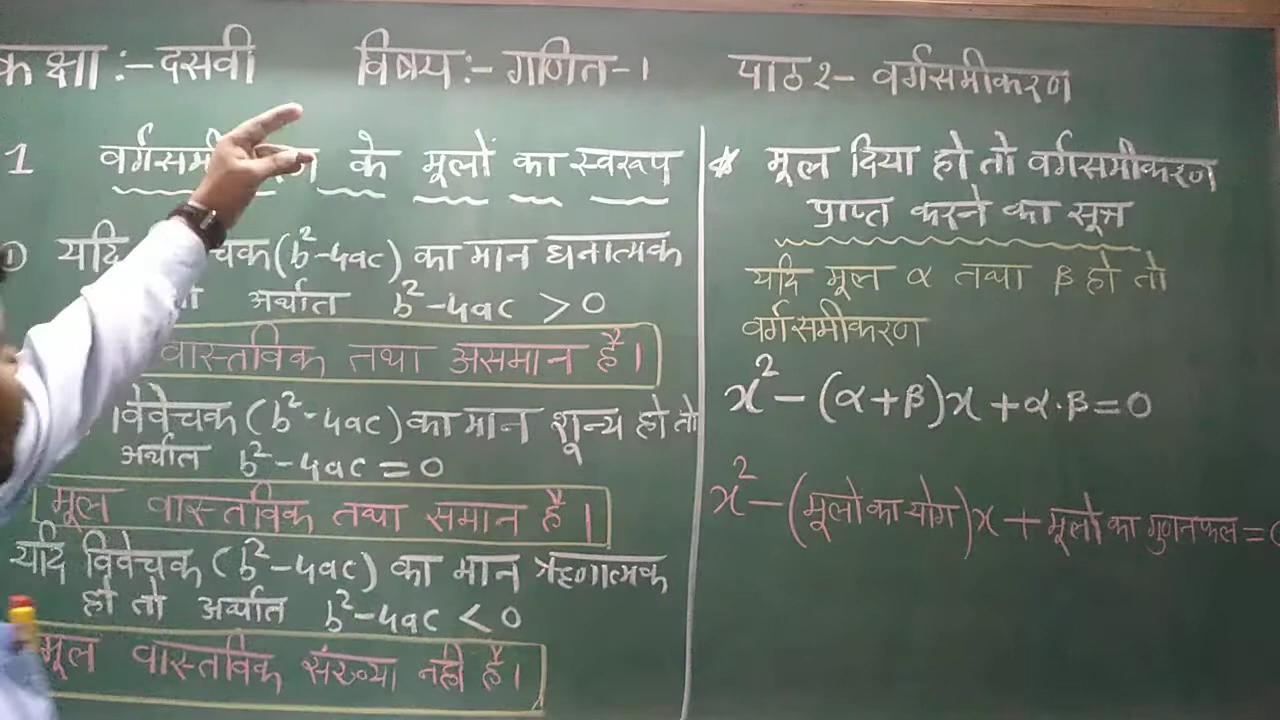 कक्षा :- दसवी विषय :- गणित-1 पाठ 2- वर्गसमीकरण
1 के मूलों का स्वरूप
① यदि (b²-4ac) का मान घनात्मक
अर्थात b²-4ac > 0
वास्तविक तथा असमान है।
विवेचक (b²-4ac) का मान शून्य हो तो
अर्थात b²-4ac = 0
मूल वास्तविक तथा समान है।
यदि विवेचक (b²-4ac) का मान ऋणात्मक
हो तो अर्थात b²-4ac < 0
मूल वास्तविक संख्या नही है।
* मूल दिया हो तो वर्गसमीकरण
प्राप्त करने का सूत्र
यदि मूल α तथा β हो तो
वर्गसमीकरण
x² - (α+β)x + α.β = 0
x² - (मूलो का योग)x + मूलो का गुणनफल = 0